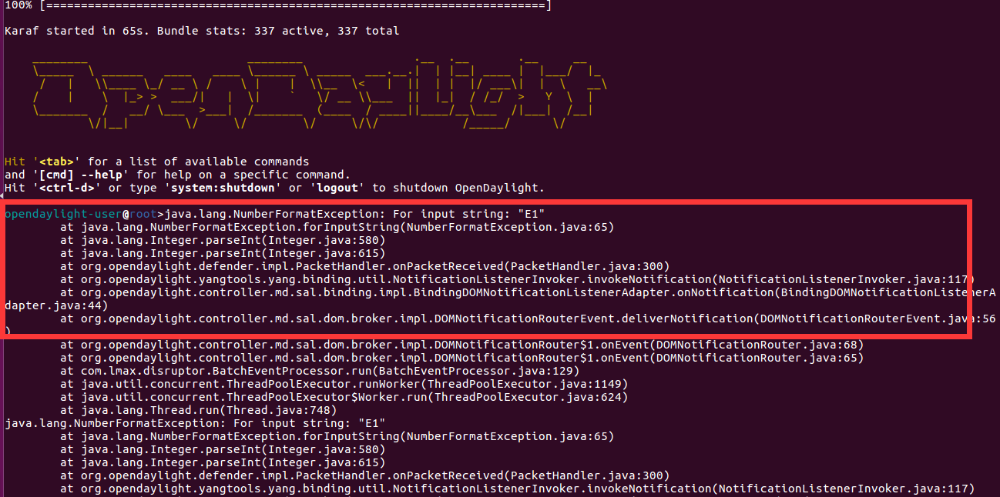 100% [========================================================================]
Karaf started in 65s. Bundle stats: 337 active, 337 total
Hit '<tab>' for a list of available commands
and '[cmd] --help' for help on a specific command.
Hit '<ctrl-d>' or type 'system:shutdown' or 'logout' to shutdown OpenDaylight.
opendaylight-user@root>java.lang.NumberFormatException: For input string: "E1"
at java.lang.NumberFormatException.forInputString(NumberFormatException.java:65)
at java.lang.Integer.parseInt(Integer.java:580)
at java.lang.Integer.parseInt(Integer.java:615)
at org.opendaylight.defender.impl.PacketHandler.onPacketReceived(PacketHandler.java:300)
at org.opendaylight.yangtools.yang.binding.util.NotificationListenerInvoker.invokeNotification(NotificationListenerInvoker.java:117)
at org.opendaylight.controller.md.sal.binding.impl.BindingDOMNotificationListenerAdapter.onNotification(BindingDOMNotificationListenerA
dapter.java:44)
at org.opendaylight.controller.md.sal.dom.broker.impl.DOMNotificationRouterEvent.deliverNotification(DOMNotificationRouterEvent.java:56
)
at org.opendaylight.controller.md.sal.dom.broker.impl.DOMNotificationRouter$1.onEvent(DOMNotificationRouter.java:68)
at org.opendaylight.controller.md.sal.dom.broker.impl.DOMNotificationRouter$1.onEvent(DOMNotificationRouter.java:65)
at com.lmax.disruptor.BatchEventProcessor.run(BatchEventProcessor.java:129)
at java.util.concurrent.ThreadPoolExecutor.runWorker(ThreadPoolExecutor.java:1149)
at java.util.concurrent.ThreadPoolExecutor$Worker.run(ThreadPoolExecutor.java:624)
at java.lang.Thread.run(Thread.java:748)
java.lang.NumberFormatException: For input string: "E1"
at java.lang.NumberFormatException.forInputString(NumberFormatException.java:65)
at java.lang.Integer.parseInt(Integer.java:580)
at java.lang.Integer.parseInt(Integer.java:615)
at org.opendaylight.defender.impl.PacketHandler.onPacketReceived(PacketHandler.java:300)
at org.opendaylight.yangtools.yang.binding.util.NotificationListenerInvoker.invokeNotification(NotificationListenerInvoker.java:117)